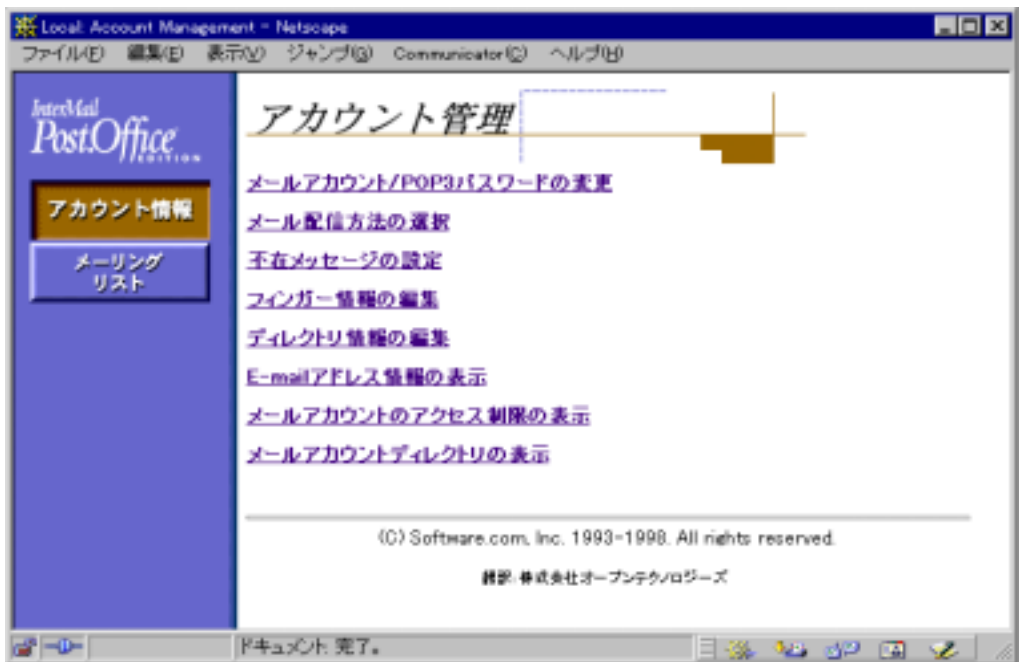 Local: Account Management - Netscape
ファイル(F) 編集(E) 表示(V) ジャンプ(G) Communicator(C) ヘルプ(H)
InterMail
Post.Office
EDITION
アカウント情報
メーリング
リスト
アカウント管理
メールアカウント/POP3パスワードの変更
メール配信方法の選択
不在メッセージの設定
フィンガー情報の編集
ディレクトリ情報の編集
E-mailアドレス情報の表示
メールアカウントのアクセス制限の表示
メールアカウントディレクトリの表示
(C) Software.com, Inc. 1993-1998. All rights reserved.
翻訳: 株式会社オープンテクノロジーズ
ドキュメント: 完了。